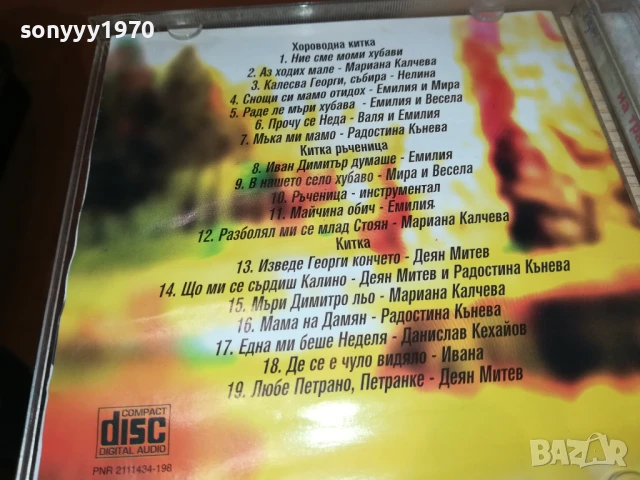 sonyyy1970
Хороводна китка
1. Ние сме моми хубави
2. Аз ходих мале - Мариана Калчева
3. Калесва Георги, събира - Нелина
4. Снощи си мамо отидох - Емилия и Мира
5. Раде ле мъри хубава - Емилия и Весела
6. Прочу се Неда - Валя и Емилия
7. Мъка ми мамо - Радостина Кънева
Китка ръченица
8. Иван Димитър думаше - Емилия
9. В нашето село хубаво - Мира и Весела
10. Ръченица - инструментал
11. Майчина обич - Емилия
12. Разболял ми се млад Стоян - Мариана Калчева
Китка
13. Изведе Георги кончето - Деян Митев
14. Що ми се сърдиш Калино - Деян Митев и Радостина Кънева
15. Мъри Димитро льо - Мариана Калчева
16. Мама на Дамян - Радостина Кънева
17. Една ми беше Неделя - Данислав Кехайов
18. Де се е чуло видяло - Ивана
19. Любе Петрано, Петранке - Деян Митев
COMPACT
disc
DIGITAL AUDIO
PNR 2111434-198
BAZAR
.bg